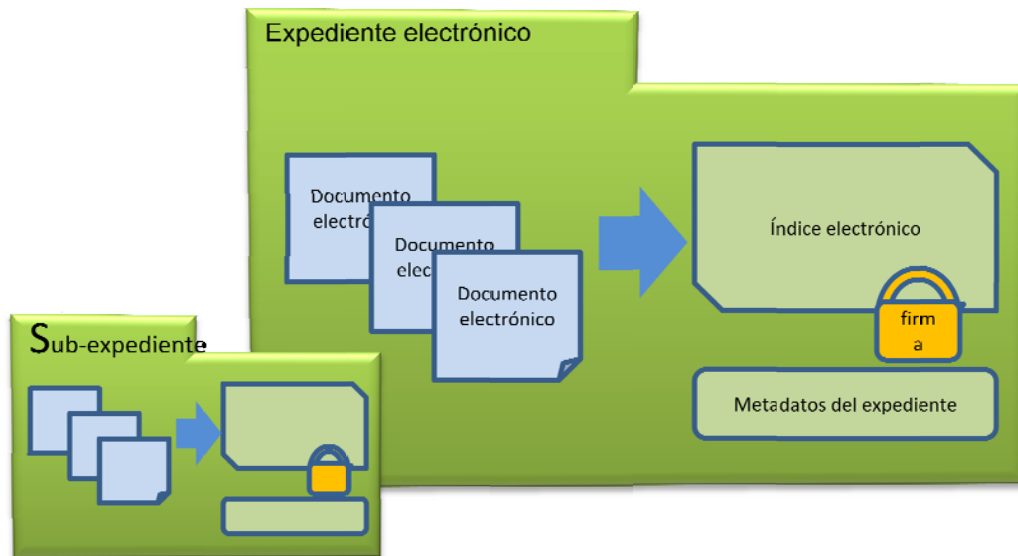 Expediente electrónico
Documento
electró
Documento
elec
Documento
electrónico
Índice electrónico
firm
a
Metadatos del expediente
Sub-expediente